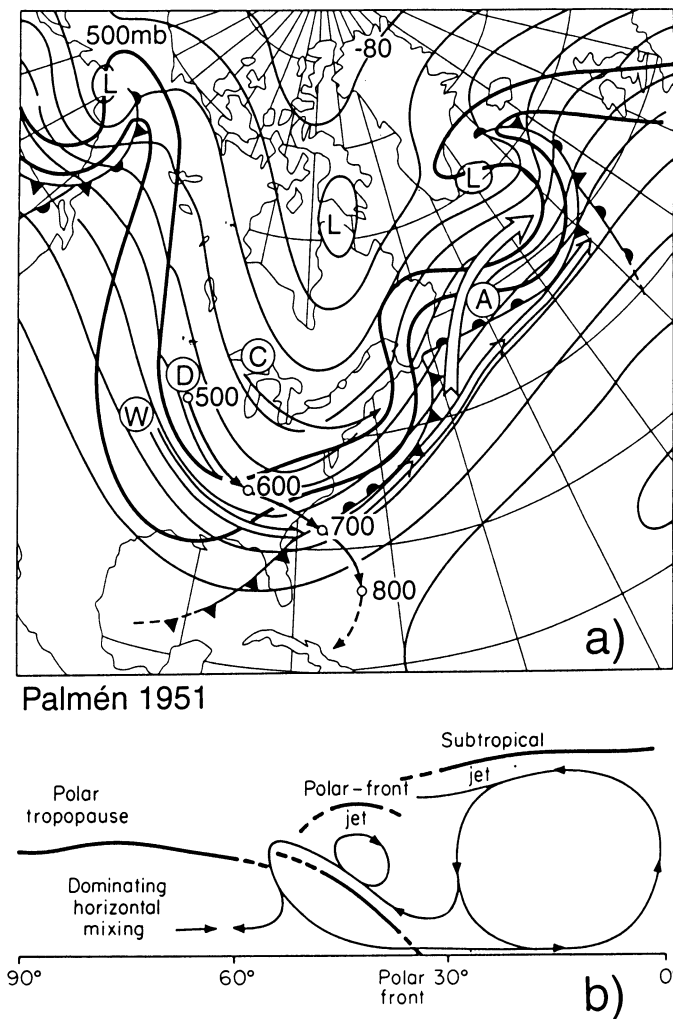 500mb
-80
L
L
L
A
C
D
500
W
600
700
800
a)
Palmén 1951
Subtropical
jet
Polar-front
jet
Polar
tropopause
Dominating
horizontal
mixing
90°
60°
Polar
front
30°
0°
b)